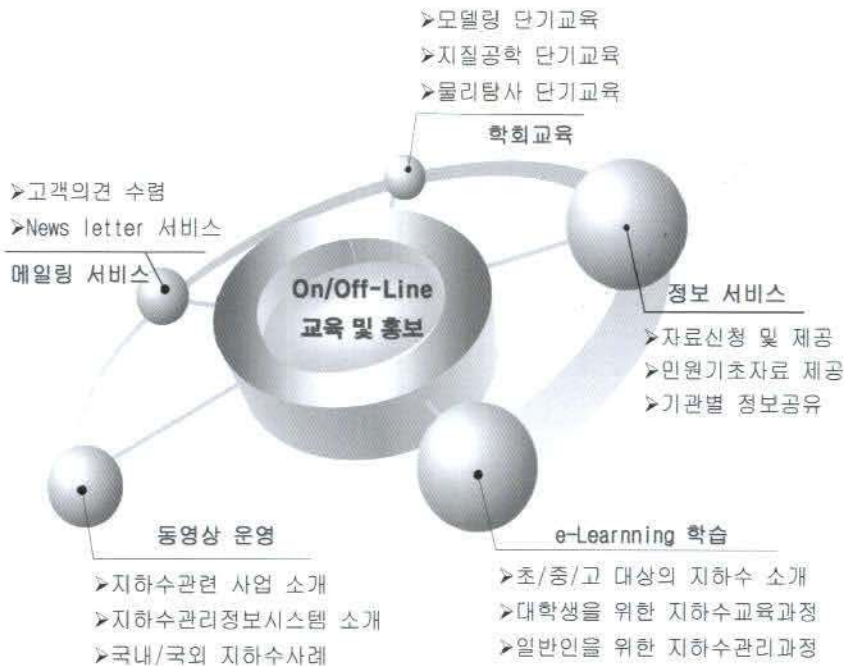 ➢모델링 단기교육
➢지질공학 단기교육
➢물리탐사 단기교육
학회교육
➢고객의견 수렴
➢News letter 서비스
메일링 서비스
On/Off-Line
교육 및 홍보
정보 서비스
➢자료신청 및 제공
➢민원기초자료 제공
➢기관별 정보공유
동영상 운영
➢지하수관련 사업 소개
➢지하수관리정보시스템 소개
➢국내/국외 지하수사례
e-Learnning 학습
➢초/중/고 대상의 지하수 소개
➢대학생을 위한 지하수교육과정
➢일반인을 위한 지하수관리과정